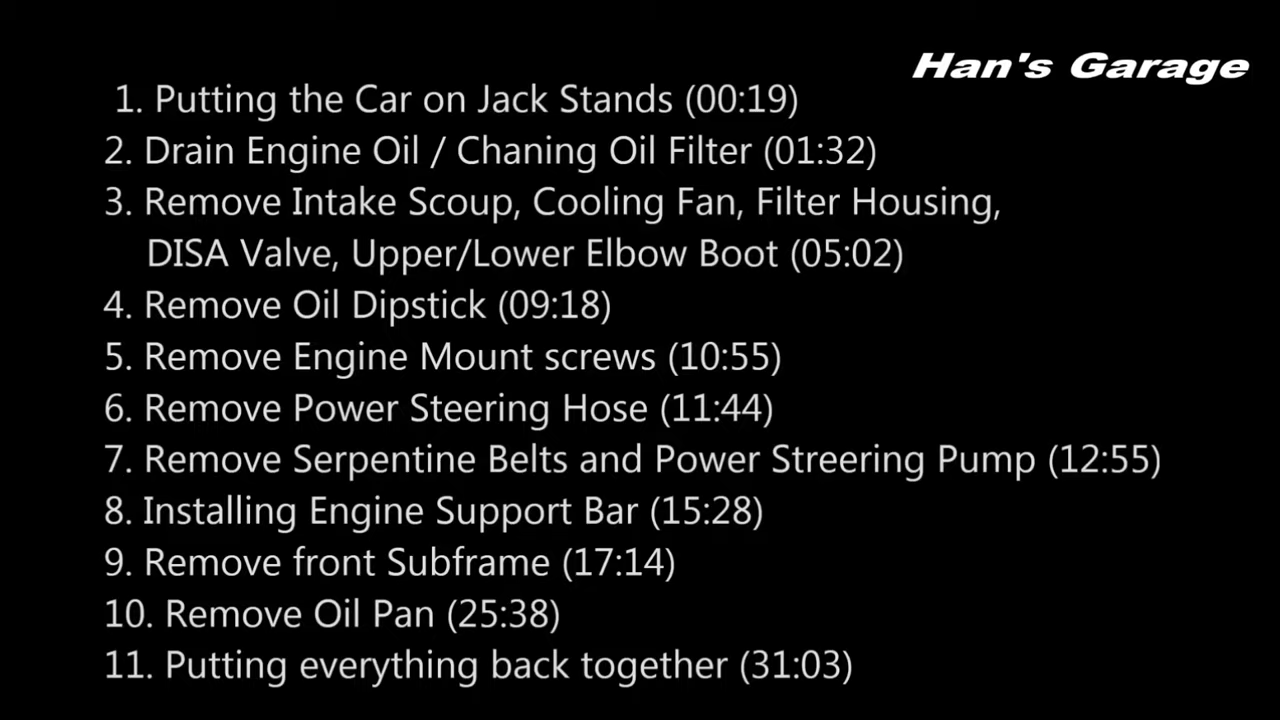 Han's Garage
1. Putting the Car on Jack Stands (00:19)
2. Drain Engine Oil / Chaning Oil Filter (01:32)
3. Remove Intake Scoup, Cooling Fan, Filter Housing,
DISA Valve, Upper/Lower Elbow Boot (05:02)
4. Remove Oil Dipstick (09:18)
5. Remove Engine Mount screws (10:55)
6. Remove Power Steering Hose (11:44)
7. Remove Serpentine Belts and Power Streering Pump (12:55)
8. Installing Engine Support Bar (15:28)
9. Remove front Subframe (17:14)
10. Remove Oil Pan (25:38)
11. Putting everything back together (31:03)